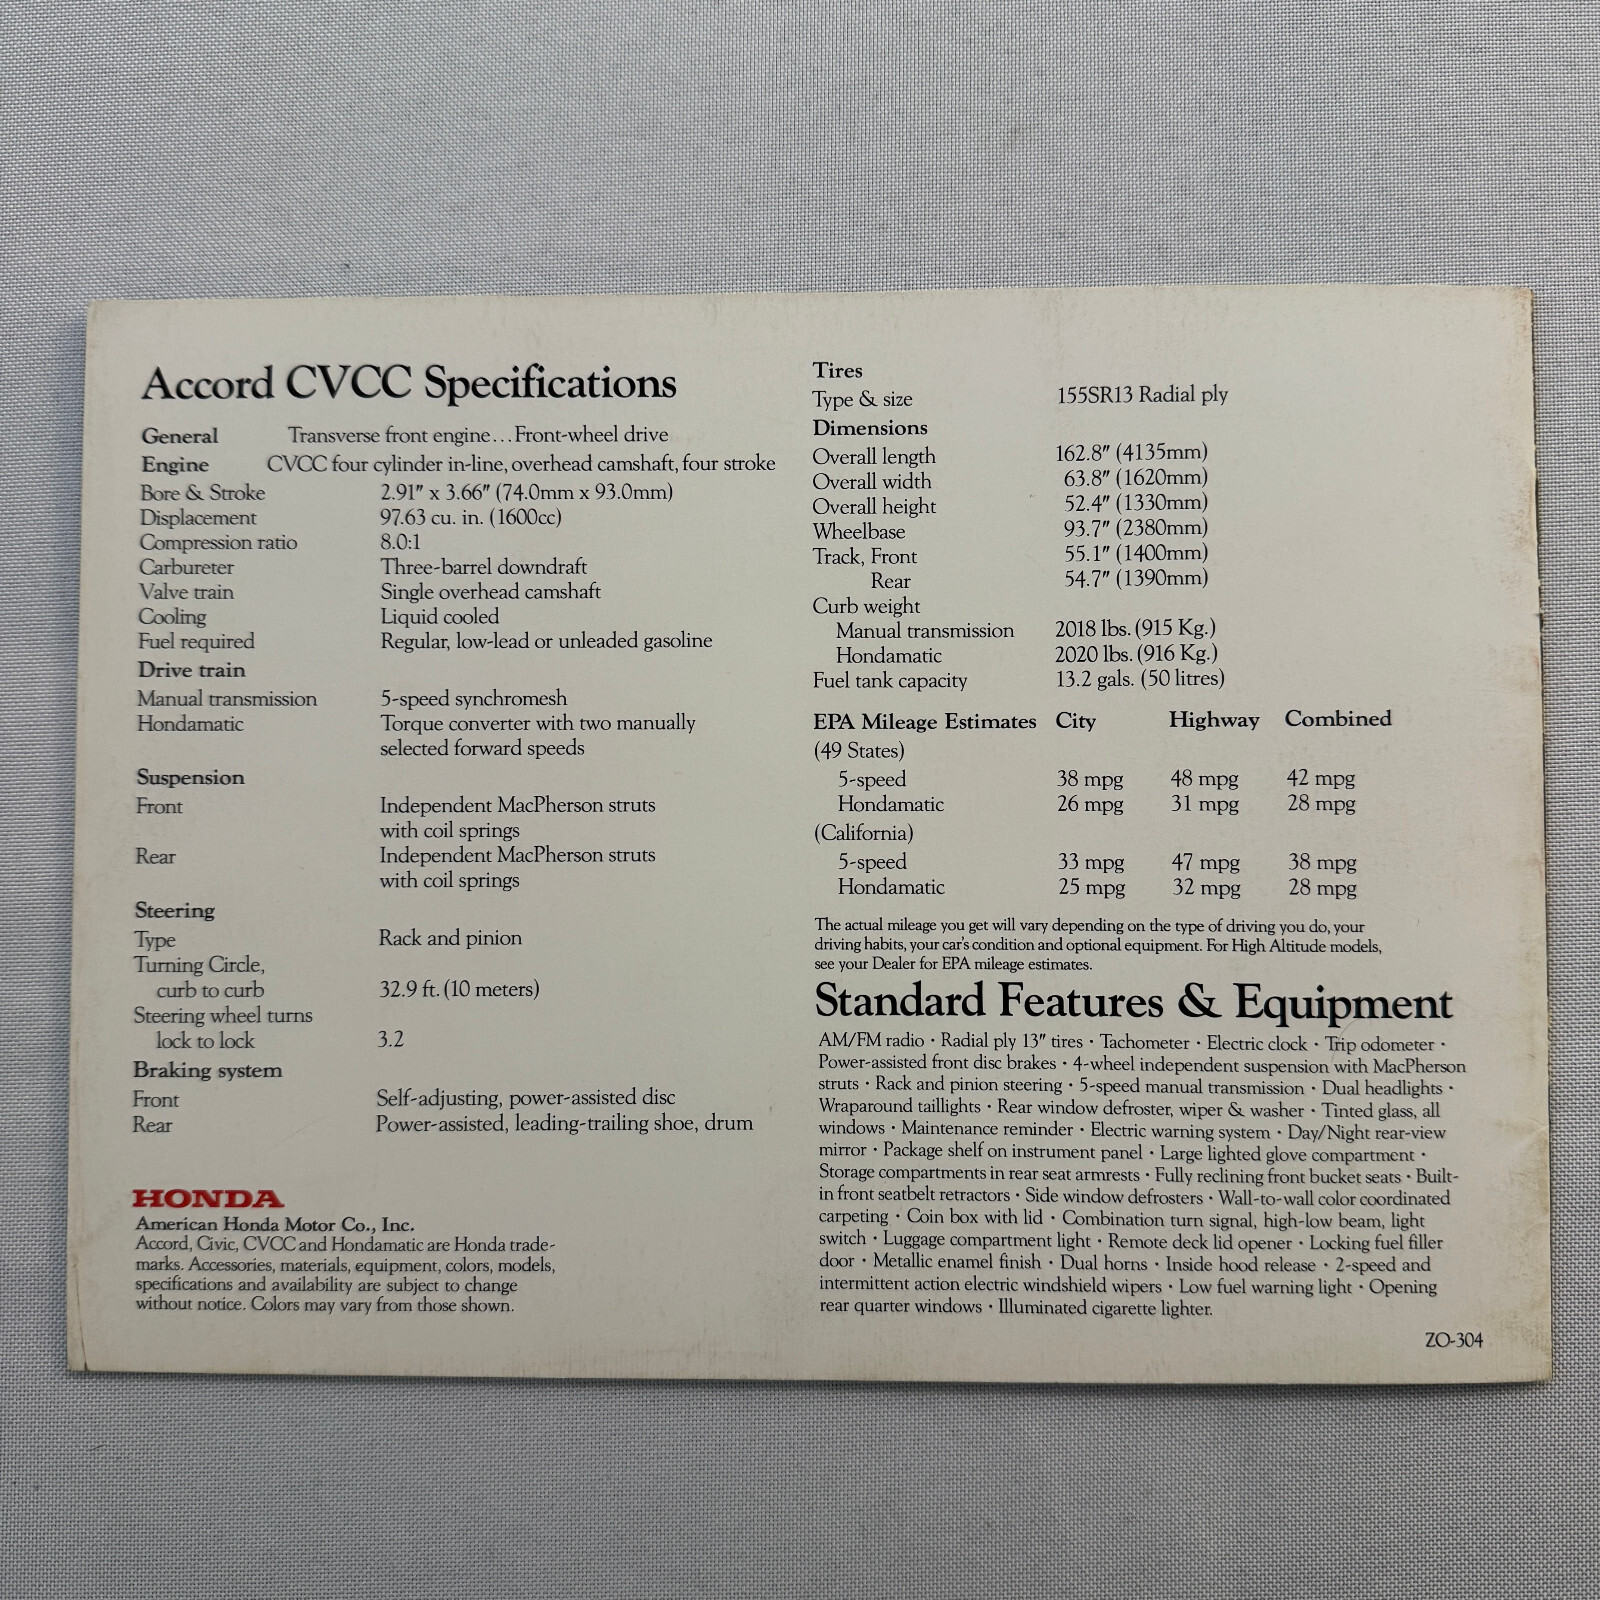 Accord CVCC Specifications
General Transverse front engine...Front-wheel drive
Engine CVCC four cylinder in-line, overhead camshaft, four stroke
Bore & Stroke 2.91" x 3.66" (74.0mm x 93.0mm)
Displacement 97.63 cu. in. (1600cc)
Compression ratio 8.0:1
Carbureter Three-barrel downdraft
Valve train Single overhead camshaft
Cooling Liquid cooled
Fuel required Regular, low-lead or unleaded gasoline
Drive train
Manual transmission 5-speed synchromesh
Hondamatic Torque converter with two manually
selected forward speeds
Suspension
Front Independent MacPherson struts
with coil springs
Rear Independent MacPherson struts
with coil springs
Steering
Type Rack and pinion
Turning Circle,
curb to curb 32.9 ft. (10 meters)
Steering wheel turns
lock to lock 3.2
Braking system
Front Self-adjusting, power-assisted disc
Rear Power-assisted, leading-trailing shoe, drum
HONDA
American Honda Motor Co., Inc.
Accord, Civic, CVCC and Hondamatic are Honda trade-
marks. Accessories, materials, equipment, colors, models,
specifications and availability are subject to change
without notice. Colors may vary from those shown.
Tires
Type & size 155SR13 Radial ply
Dimensions
Overall length 162.8" (4135mm)
Overall width 63.8" (1620mm)
Overall height 52.4" (1330mm)
Wheelbase 93.7" (2380mm)
Track, Front 55.1" (1400mm)
Rear 54.7" (1390mm)
Curb weight
Manual transmission 2018 lbs. (915 Kg.)
Hondamatic 2020 lbs. (916 Kg.)
Fuel tank capacity 13.2 gals. (50 litres)
EPA Mileage Estimates City Highway Combined
(49 States)
5-speed 38 mpg 48 mpg 42 mpg
Hondamatic 26 mpg 31 mpg 28 mpg
(California)
5-speed 33 mpg 47 mpg 38 mpg
Hondamatic 25 mpg 32 mpg 28 mpg
The actual mileage you get will vary depending on the type of driving you do, your
driving habits, your car's condition and optional equipment. For High Altitude models,
see your Dealer for EPA mileage estimates.
Standard Features & Equipment
AM/FM radio · Radial ply 13" tires · Tachometer · Electric clock · Trip odometer ·
Power-assisted front disc brakes · 4-wheel independent suspension with MacPherson
struts · Rack and pinion steering · 5-speed manual transmission · Dual headlights ·
Wraparound taillights · Rear window defroster, wiper & washer · Tinted glass, all
windows · Maintenance reminder · Electric warning system · Day/Night rear-view
mirror · Package shelf on instrument panel · Large lighted glove compartment ·
Storage compartments in rear seat armrests · Fully reclining front bucket seats · Built-
in front seatbelt retractors · Side window defrosters · Wall-to-wall color coordinated
carpeting · Coin box with lid · Combination turn signal, high-low beam, light
switch · Luggage compartment light · Remote deck lid opener · Locking fuel filler
door · Metallic enamel finish · Dual horns · Inside hood release · 2-speed and
intermittent action electric windshield wipers · Low fuel warning light · Opening
rear quarter windows · Illuminated cigarette lighter.
ZO-304